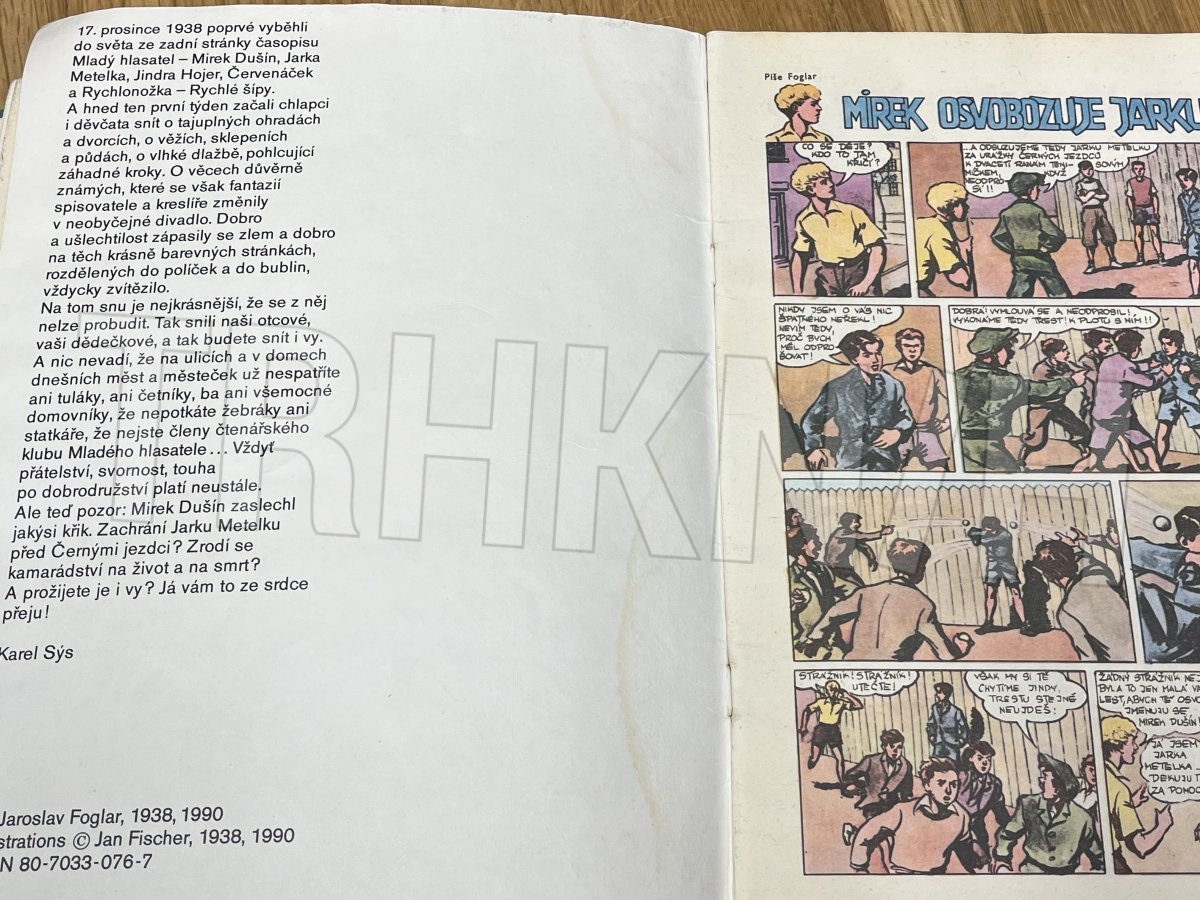 17. prosince 1938 poprvé vyběhli
do světa ze zadní stránky časopisu
Mladý hlasatel – Mirek Dušín, Jarka
Metelka, Jindra Hojer, Červenáček
a Rychlonožka – Rychlé šípy.
A hned ten první týden začali chlapci
i děvčata snít o tajuplných ohradách
a dvorcích, o věžích, sklepeních
a půdách, o vlhké dlažbě, pohlcující
záhadné kroky. O věcech důvěrně
známých, které se však fantazií
spisovatele a kreslíře změnily
v neobyčejné divadlo. Dobro
a ušlechtilost zápasily se zlem a dobro
na těch krásně barevných stránkách,
rozdělených do políček a do bublin,
vždycky zvítězilo.
Na tom snu je nejkrásnější, že se z něj
nelze probudit. Tak snili naši otcové,
vaši dědečkové, a tak budete snít i vy.
A nic nevadí, že na ulicích a v domech
dnešních měst a městeček už nespatříte
ani tuláky, ani četníky, ba ani všemocné
domovníky, že nepotkáte žebráky ani
statkáře, že nejste členy čtenářského
klubu Mladého hlasatele... Vždyť
přátelství, svornost, touha
po dobrodružství platí neustále.
Ale teď pozor: Mirek Dušín zaslechl
jakýsi křik. Zachrání Jarku Metelku
před Černými jezdci? Zrodí se
kamarádství na život a na smrt?
A prožijete je i vy? Já vám to ze srdce
přeju!
Karel Sýs
Jaroslav Foglar, 1938, 1990
strations © Jan Fischer, 1938, 1990
N 80-7033-076-7
Píše Foglar
MIREK OSVOBOZUJE JARKU
CO SE DĚJE?
KDO TO TAM
KŘIČÍ?
..A ODSUZUJEME TEDY JARKU METELKU
ZA URÁŽKY ČERNÝCH JEZDCŮ
K DVACETI RANÁM TENI-
SOVÝM
MÍČKEM,
KDYŽ
NEODPRO-
SÍ!!
NIKDY JSEM O VÁS NIC
ŠPATNÉHO NEŘEKL!
NEVÍM TEDY,
PROČ BYCH
MĚL ODPRO-
ŠOVAT!
DOBRÁ! VYMLOUVÁ SE A NEODPROSIL!
VYKONÁME TEDY TREST! K PLOTU S NÍM!!
STRÁŽNÍK! STRÁŽNÍK!
UTEČTE!
VŠAK MY SI TĚ
CHYTÍME JINDY,
TRESTU STEJNĚ
NEUJDEŠ!
ŽÁDNÝ STRÁŽNÍK NEJ
BYLA TO JEN MALÁ
LEST, ABYCH TĚ OSVO
JMENUJU SE
MIREK DUŠÍN!
JÁ JSEM
JARKA
METELKA..
DĚKUJU T
ZA POMOC
TRHKN